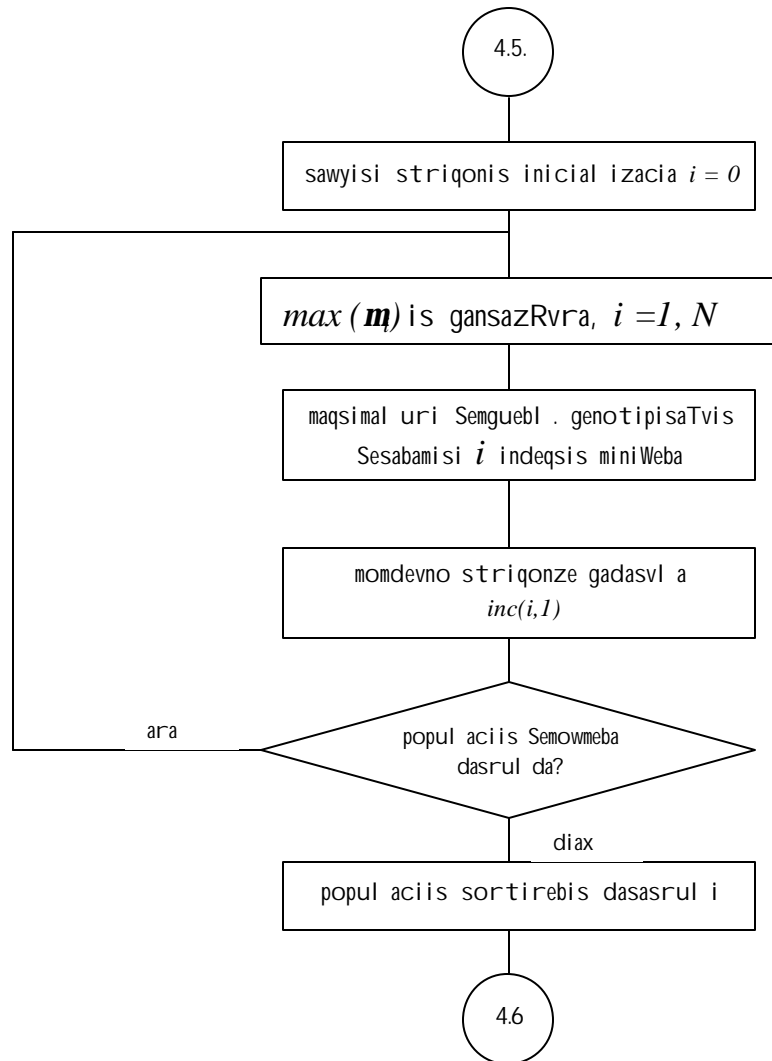 4.5.
sawyisi striqonis inicial izacia i = 0
max (m)is gansazRvra, i =1, N
maqsimal uri Semguebl . genotipisaTvis
Sesabamisi i indeqsis miniWeba
momdevno striqonze gadasvl a
inc(i,1)
ara
popul aciis Semowmeba
dasrul da?
diax
popul aciis sortirebis dasasrul i
4.6